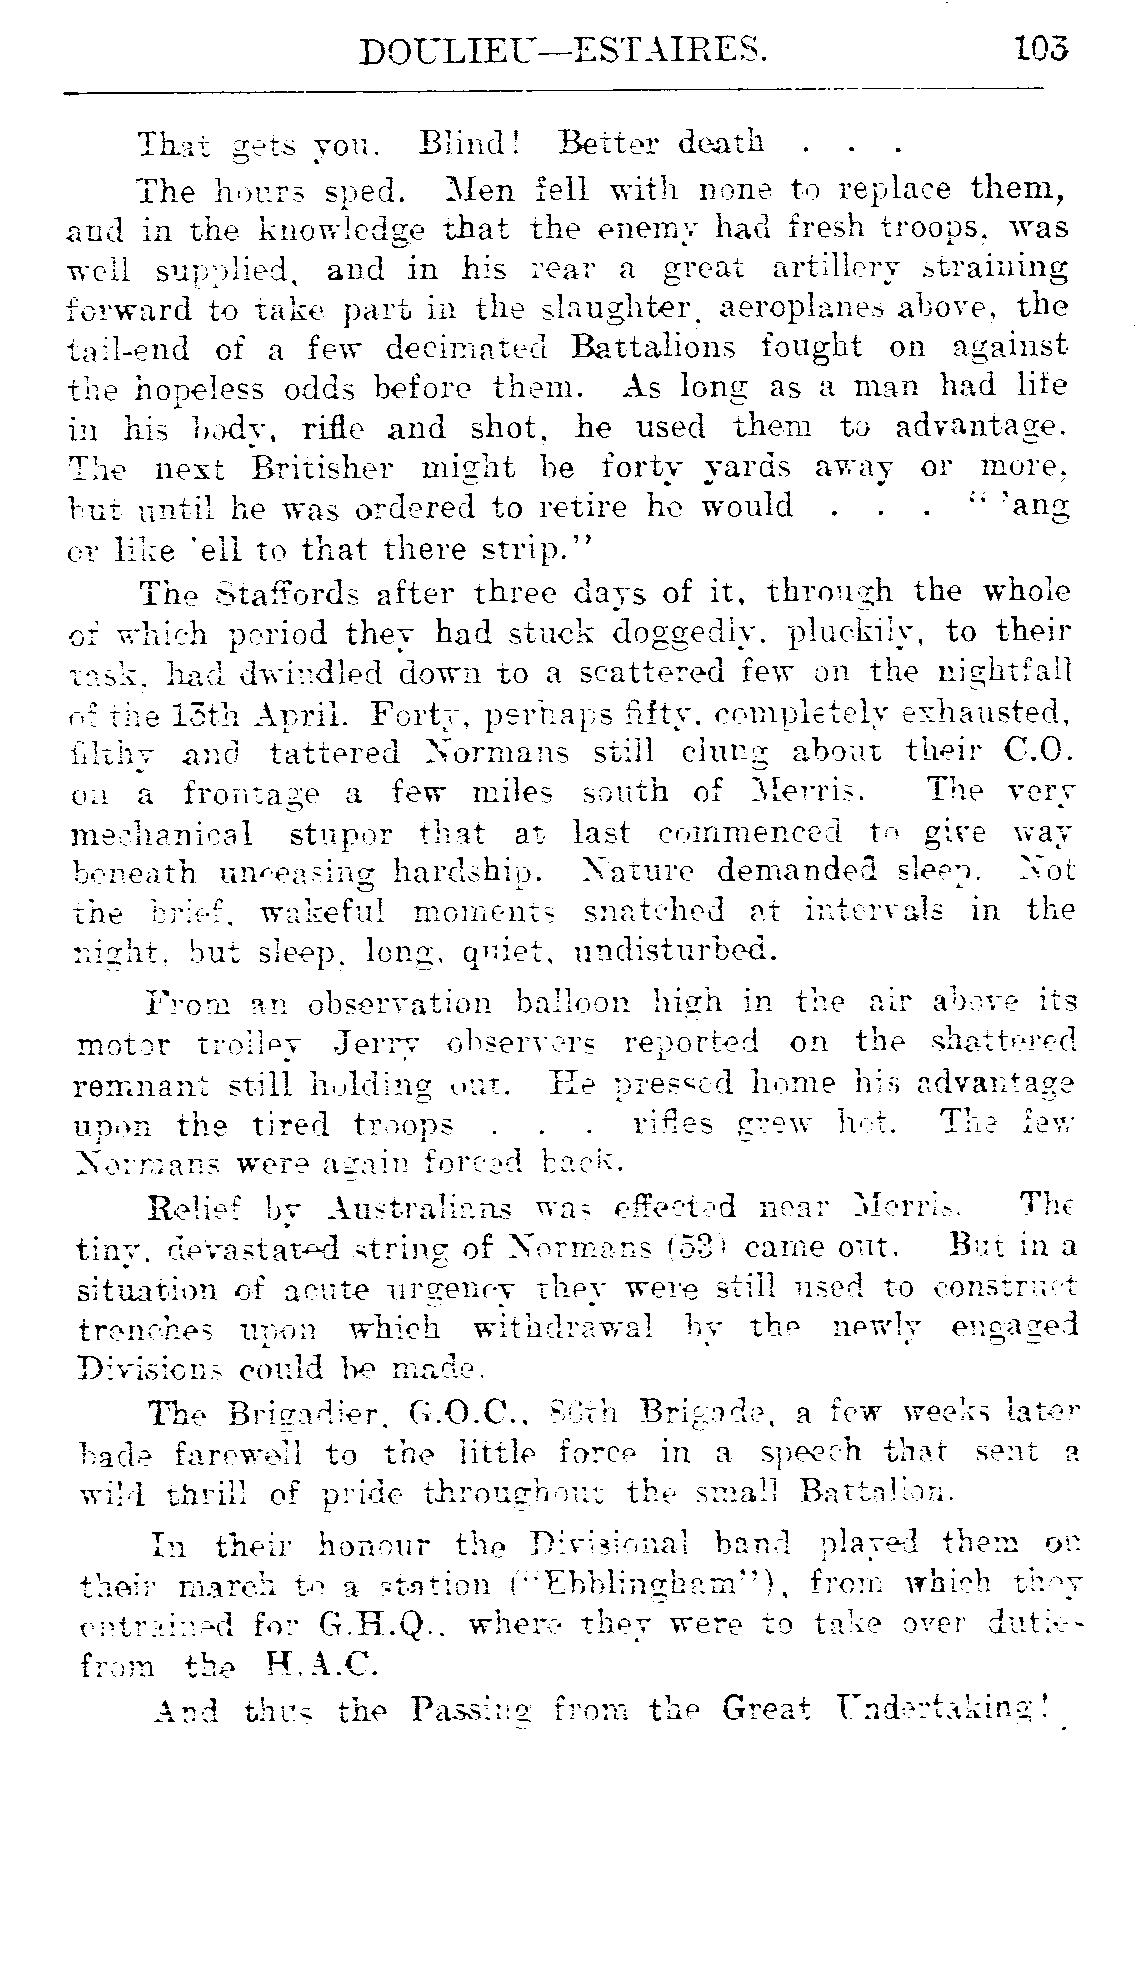 DOULIEU—ESTAIRES. 103
That gets you. Blind! Better death . . .
The hours sped. Men fell with none to replace them,
and in the knowledge that the enemy had fresh troops, was
well supplied, and in his rear a great artillery straining
forward to take part in the slaughter, aeroplanes above, the
tail-end of a few decimated Battalions fought on against
the hopeless odds before them. As long as a man had life
in his body, rifle and shot, he used them to advantage.
The next Britisher might be forty yards away or more,
but until he was ordered to retire he would . . . " 'ang
or like 'ell to that there strip."
The Staffords after three days of it, through the whole
of which period they had stuck doggedly, pluckily, to their
task, had dwindled down to a scattered few on the nightfall
of the 13th April. Forty, perhaps fifty, completely exhausted,
filthy and tattered Normans still clung about their C.O.
on a frontage a few miles south of Merris. The very
mechanical stupor that at last commenced to give way
beneath unceasing hardship. Nature demanded sleep. Not
the brief, wakeful moments snatched at intervals in the
night, but sleep, long, quiet, undisturbed.
From an observation balloon high in the air above its
motor trolley Jerry observers reported on the shattered
remnant still holding out. He pressed home his advantage
upon the tired troops . . . rifles grew hot. The few
Normans were again forced back.
Relief by Australians was effected near Merris. The
tiny, devastated string of Normans (53) came out. But in a
situation of acute urgency they were still used to construct
trenches upon which withdrawal by the newly engaged
Divisions could be made.
The Brigadier, G.O.C., 86th Brigade, a few weeks later
bade farewell to the little force in a speech that sent a
wild thrill of pride throughout the small Battalion.
In their honour the Divisional band played them on
their march to a station ("Ebblingham"), from which they
entrained for G.H.Q., where they were to take over duties
from the H.A.C.
And thus the Passing from the Great Undertaking!